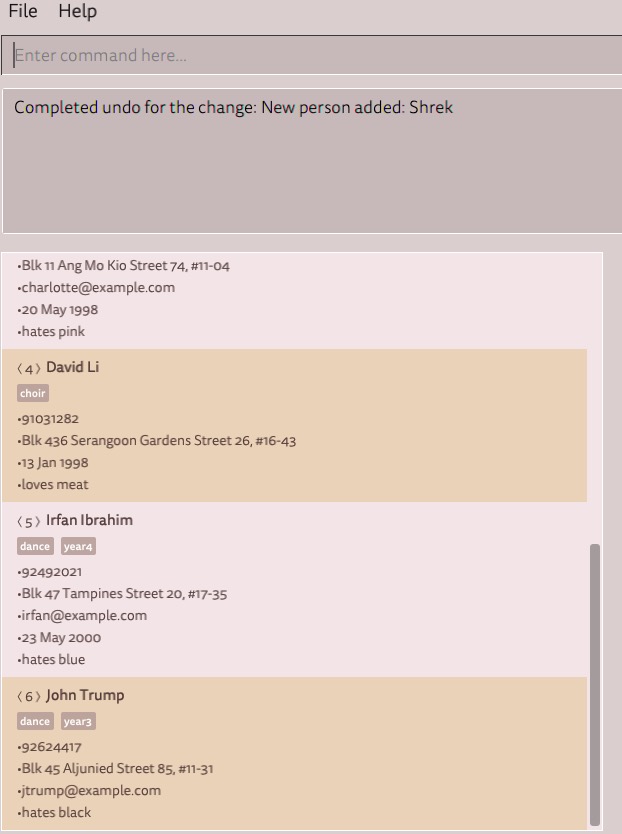 File Help
Enter command here...
Completed undo for the change: New person added: Shrek
•Blk 11 Ang Mo Kio Street 74, #11-04
•charlotte@example.com
•20 May 1998
•hates pink
〈 4 〉 David Li
choir
•91031282
•Blk 436 Serangoon Gardens Street 26, #16-43
•13 Jan 1998
•loves meat
〈 5 〉 Irfan Ibrahim
dance year4
•92492021
•Blk 47 Tampines Street 20, #17-35
•irfan@example.com
•23 May 2000
•hates blue
〈 6 〉 John Trump
dance year3
•92624417
•Blk 45 Aljunied Street 85, #11-31
•jtrump@example.com
•hates black